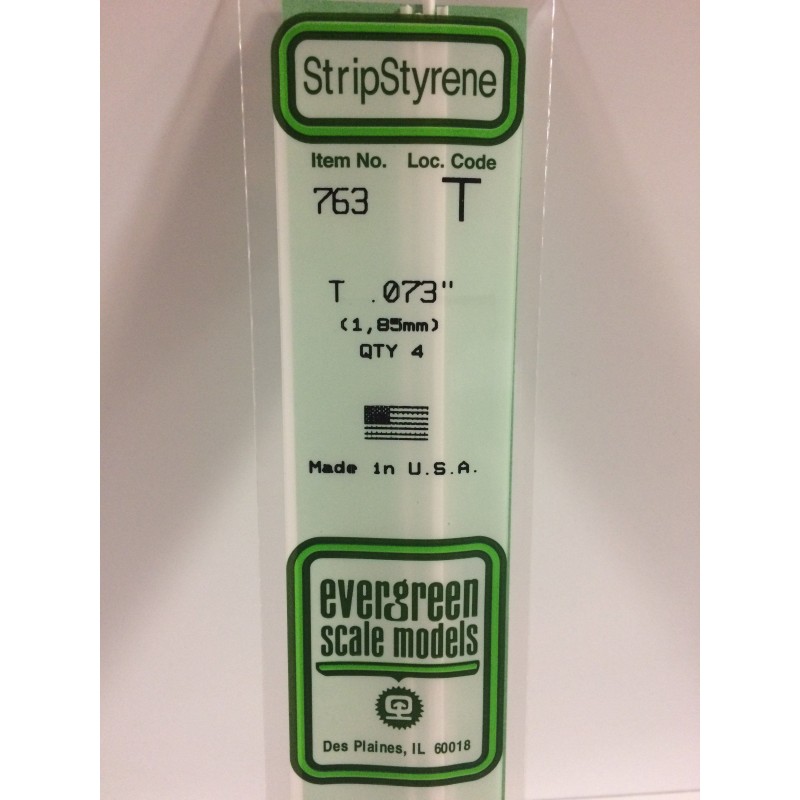 StripStyrene
Item No. Loc. Code
763 T
T .073"
(1,85mm)
QTY 4
Made in U.S.A.
evergreen
scale models
Des Plaines, IL 60018